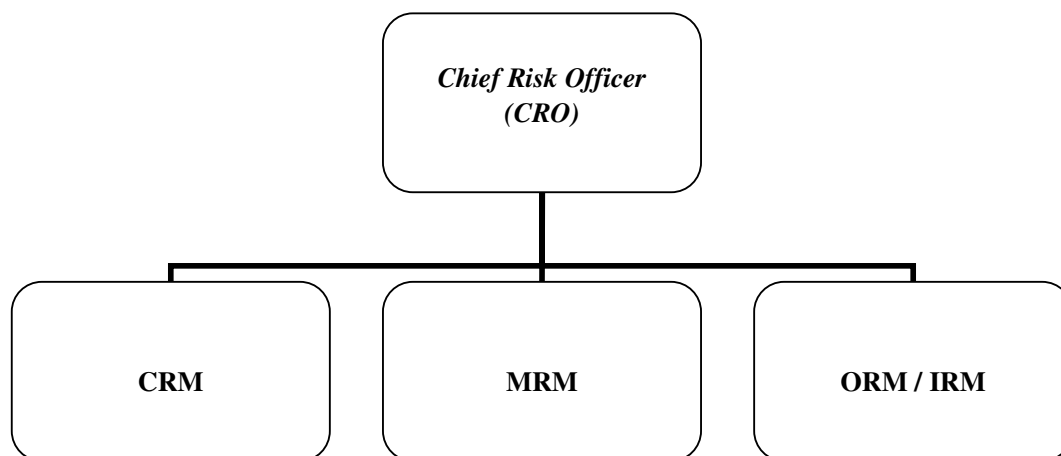 Chief Risk Officer
(CRO)
CRM
MRM
ORM / IRM